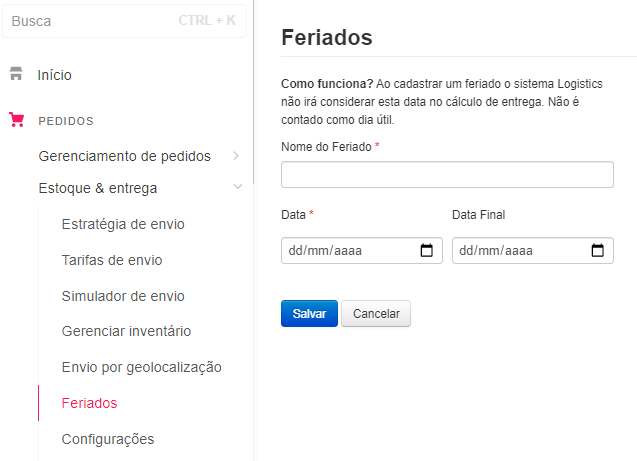 Busca CTRL + K
Início
PEDIDOS
Gerenciamento de pedidos
Estoque & entrega
Estratégia de envio
Tarifas de envio
Simulador de envio
Gerenciar inventário
Envio por geolocalização
Feriados
Configurações
Feriados
Como funciona? Ao cadastrar um feriado o sistema Logistics
não irá considerar esta data no cálculo de entrega. Não é
contado como dia útil.
Nome do Feriado *
Data * Data Final
dd/mm/aaaa dd/mm/aaaa
Salvar Cancelar